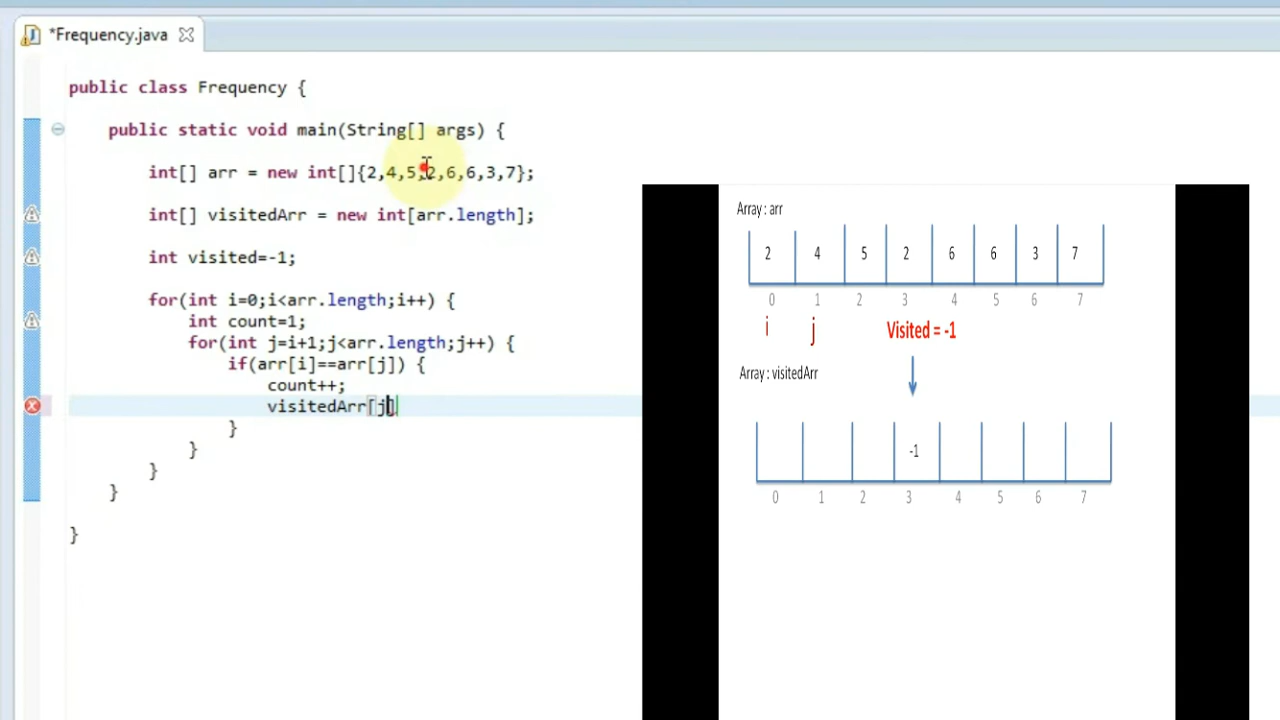 *Frequency.java
public class Frequency {
public static void main(String[] args) {
int[] arr = new int[]{2,4,5,2,6,6,3,7};
int[] visitedArr = new int[arr.length];
int visited=-1;
for(int i=0;i<arr.length;i++) {
int count=1;
for(int j=i+1;j<arr.length;j++) {
if(arr[i]==arr[j]) {
count++;
visitedArr[j]
}
}
}
}
}
Array : arr
2 4 5 2 6 6 3 7
0 1 2 3 4 5 6 7
i j Visited = -1
Array : visitedArr
-1
0 1 2 3 4 5 6 7